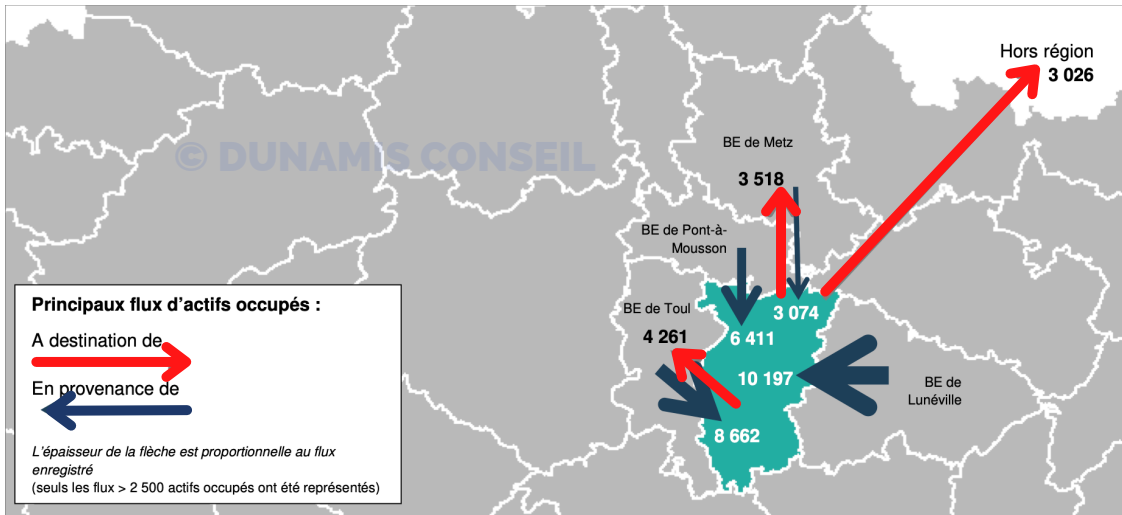 Hors région
3 026
© DUNAMIS CONSEIL
BE de Metz
3 518
BE de Pont-à-
Mousson
BE de Toul
4 261
3 074
6 411
10 197
8 662
BE de
Lunéville
Principaux flux d’actifs occupés :
A destination de
En provenance de
L’épaisseur de la flèche est proportionnelle au flux
enregistré
(seuls les flux > 2 500 actifs occupés ont été représentés)